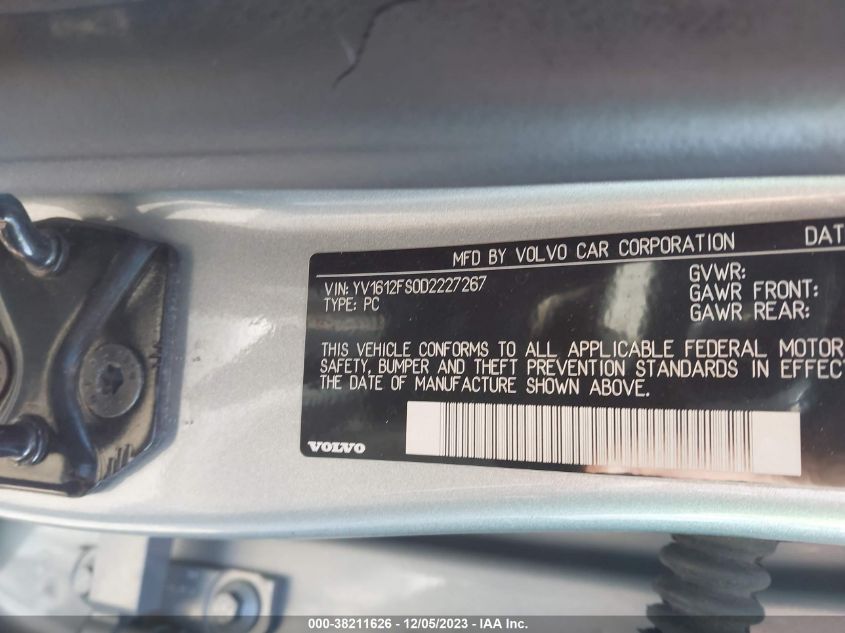 MFD BY VOLVO CAR CORPORATION DAT
VIN: YV1612FS0D2227267
TYPE: PC
GVWR:
GAWR FRONT:
GAWR REAR:
THIS VEHICLE CONFORMS TO ALL APPLICABLE FEDERAL MOTOR
SAFETY, BUMPER AND THEFT PREVENTION STANDARDS IN EFFECT
THE DATE OF MANUFACTURE SHOWN ABOVE.
VOLVO
000-38211626 - 12/05/2023 - IAA Inc.